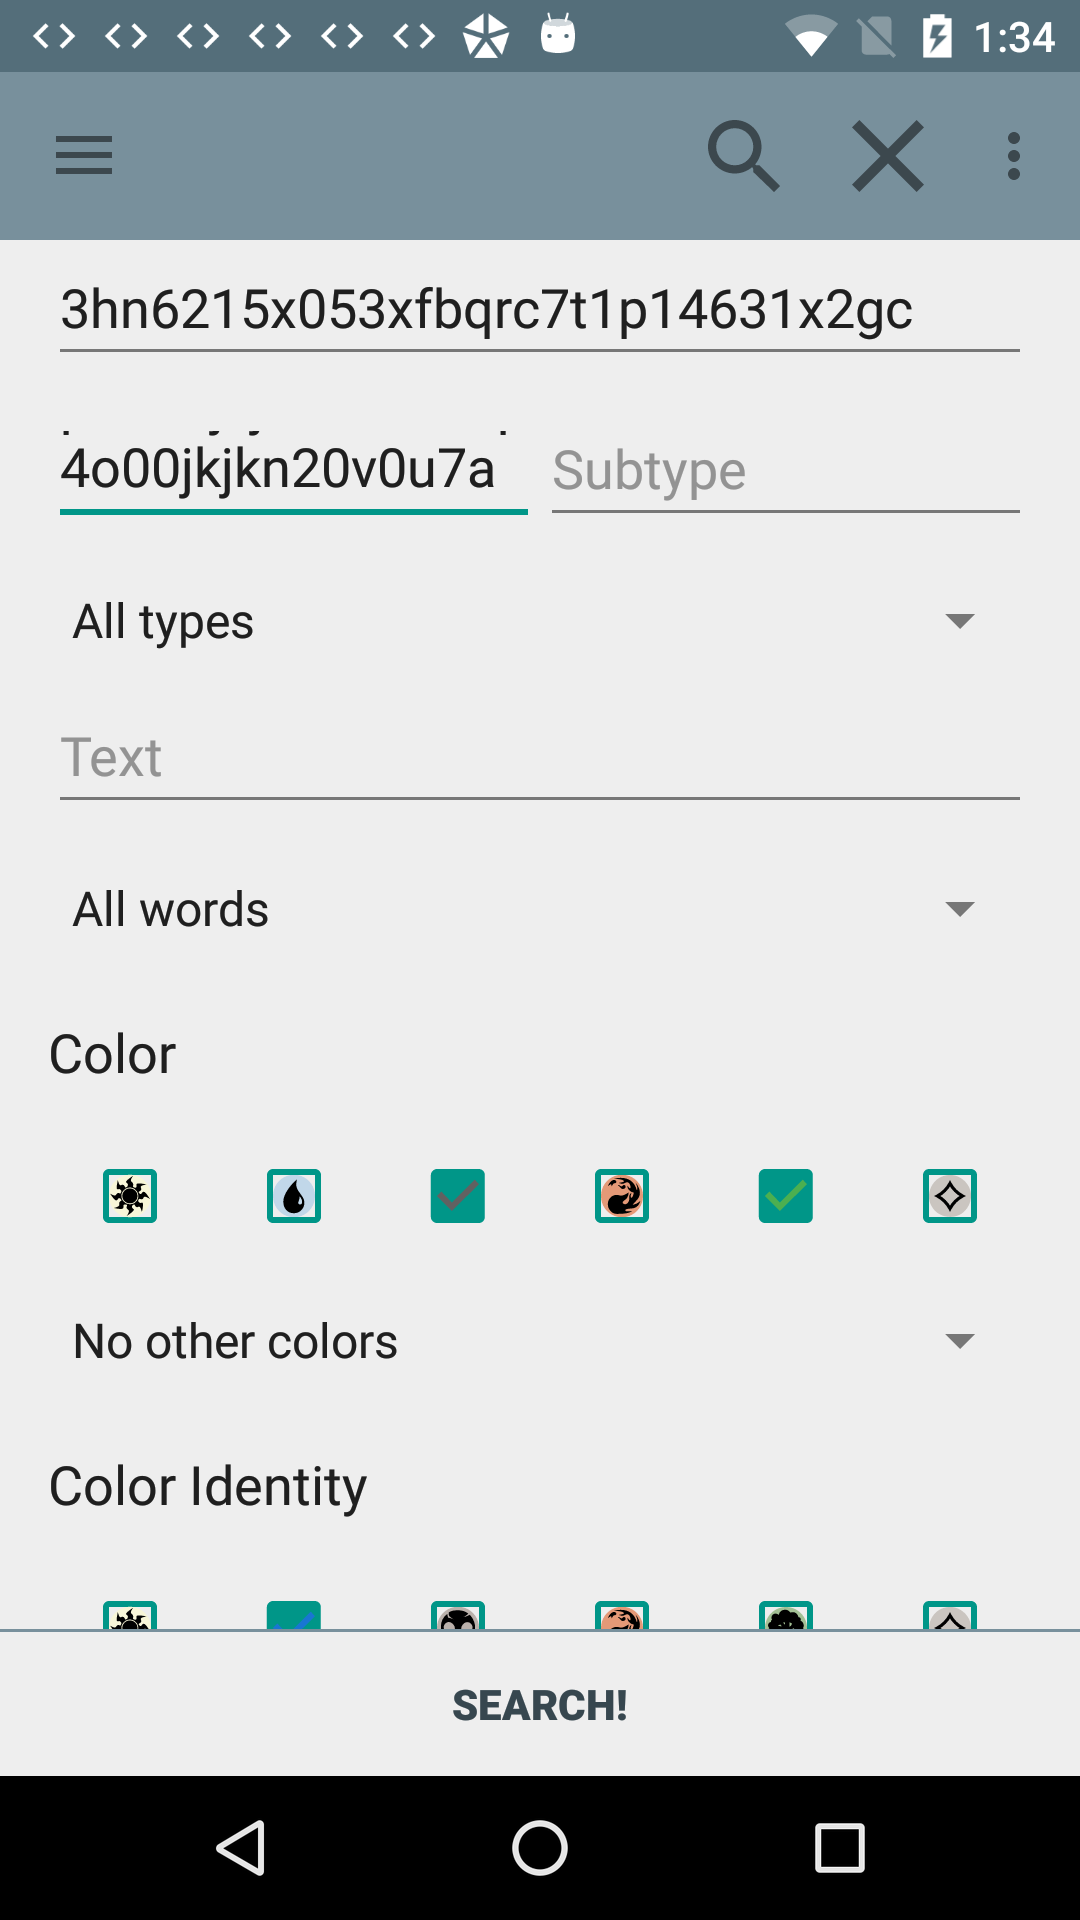 1:34
3hn6215x053xfbqrc7t1p14631x2gc
4o00jkjkn20v0u7a
Subtype
All types
Text
All words
Color
No other colors
Color Identity
SEARCH!